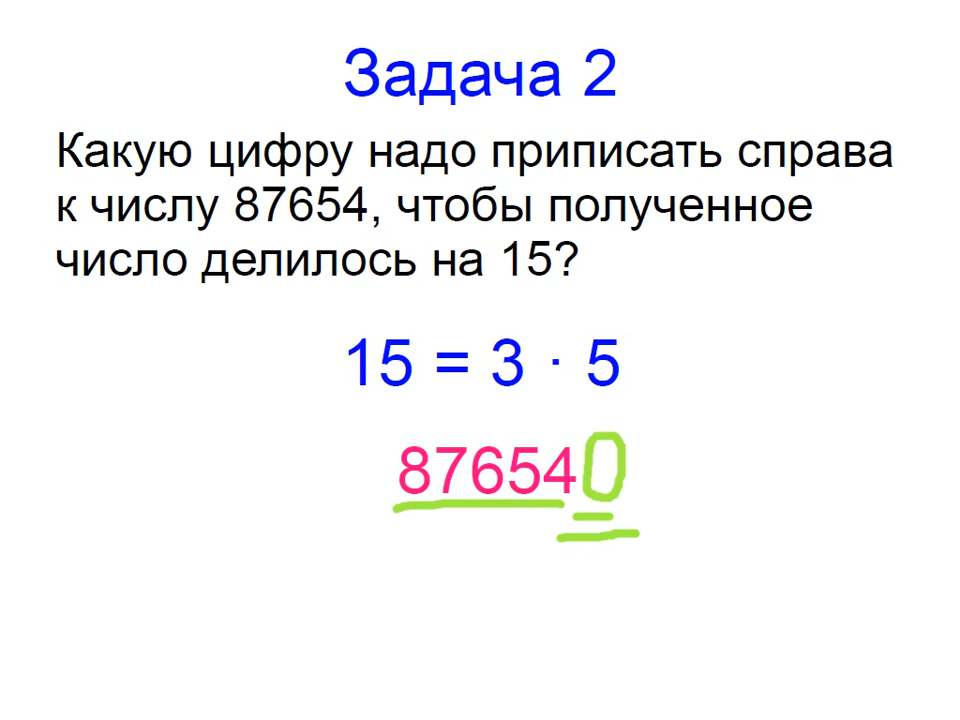 Задача 2
Какую цифру надо приписать справа
к числу 87654, чтобы полученное
число делилось на 15?
15 = 3 · 5
876540